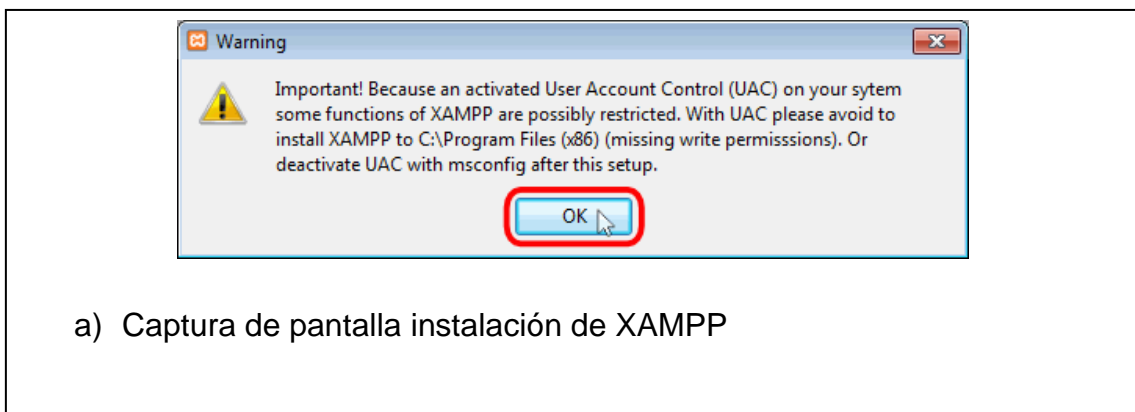 Warning
Important! Because an activated User Account Control (UAC) on your sytem
some functions of XAMPP are possibly restricted. With UAC please avoid to
install XAMPP to C:\Program Files (x86) (missing write permisssions). Or
deactivate UAC with msconfig after this setup.
OK
a) Captura de pantalla instalación de XAMPP